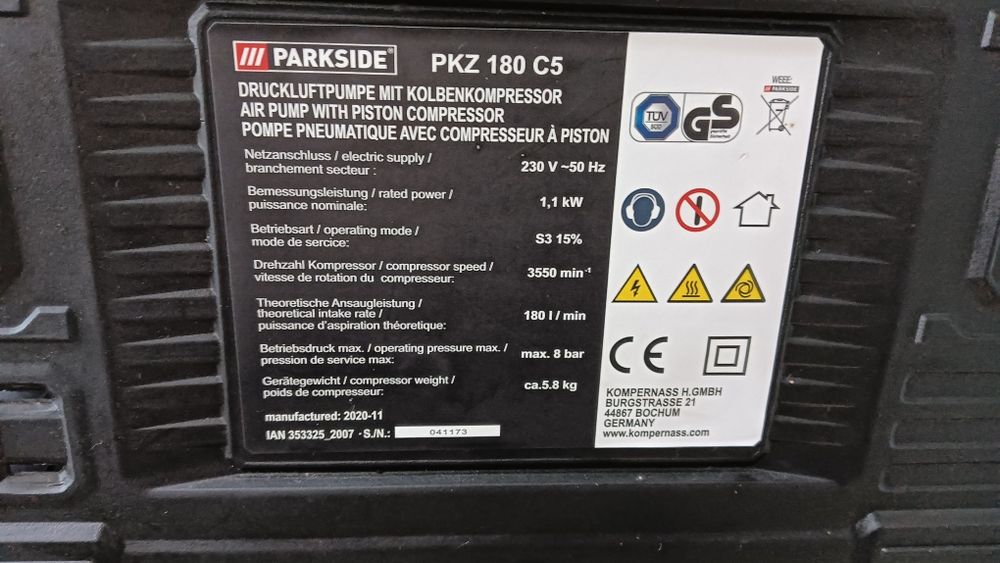 PARKSIDE® PKZ 180 C5
DRUCKLUFTPUMPE MIT KOLBENKOMPRESSOR
AIR PUMP WITH PISTON COMPRESSOR
POMPE PNEUMATIQUE AVEC COMPRESSEUR À PISTON
Netzanschluss / electric supply /
branchement secteur : 230 V ~50 Hz
Bemessungsleistung / rated power /
puissance nominale: 1,1 kW
Betriebsart / operating mode /
mode de sercice: S3 15%
Drehzahl Kompressor / compressor speed /
vitesse de rotation du compresseur: 3550 min⁻¹
Theoretische Ansaugleistung /
theoretical intake rate /
puissance d'aspiration théoretique: 180 l / min
Betriebsdruck max. / operating pressure max. /
pression de service max: max. 8 bar
Gerätegewicht / compressor weight /
poids de compresseur: ca.5.8 kg
manufactured: 2020-11
IAN 353325_2007 · S./N.: 041173
WEEE:
PARKSIDE
TÜV
SÜD
GS
geprüfte
Sicherheit
CE
KOMPERNASS H.GMBH
BURGSTRASSE 21
44867 BOCHUM
GERMANY
www.kompernass.com